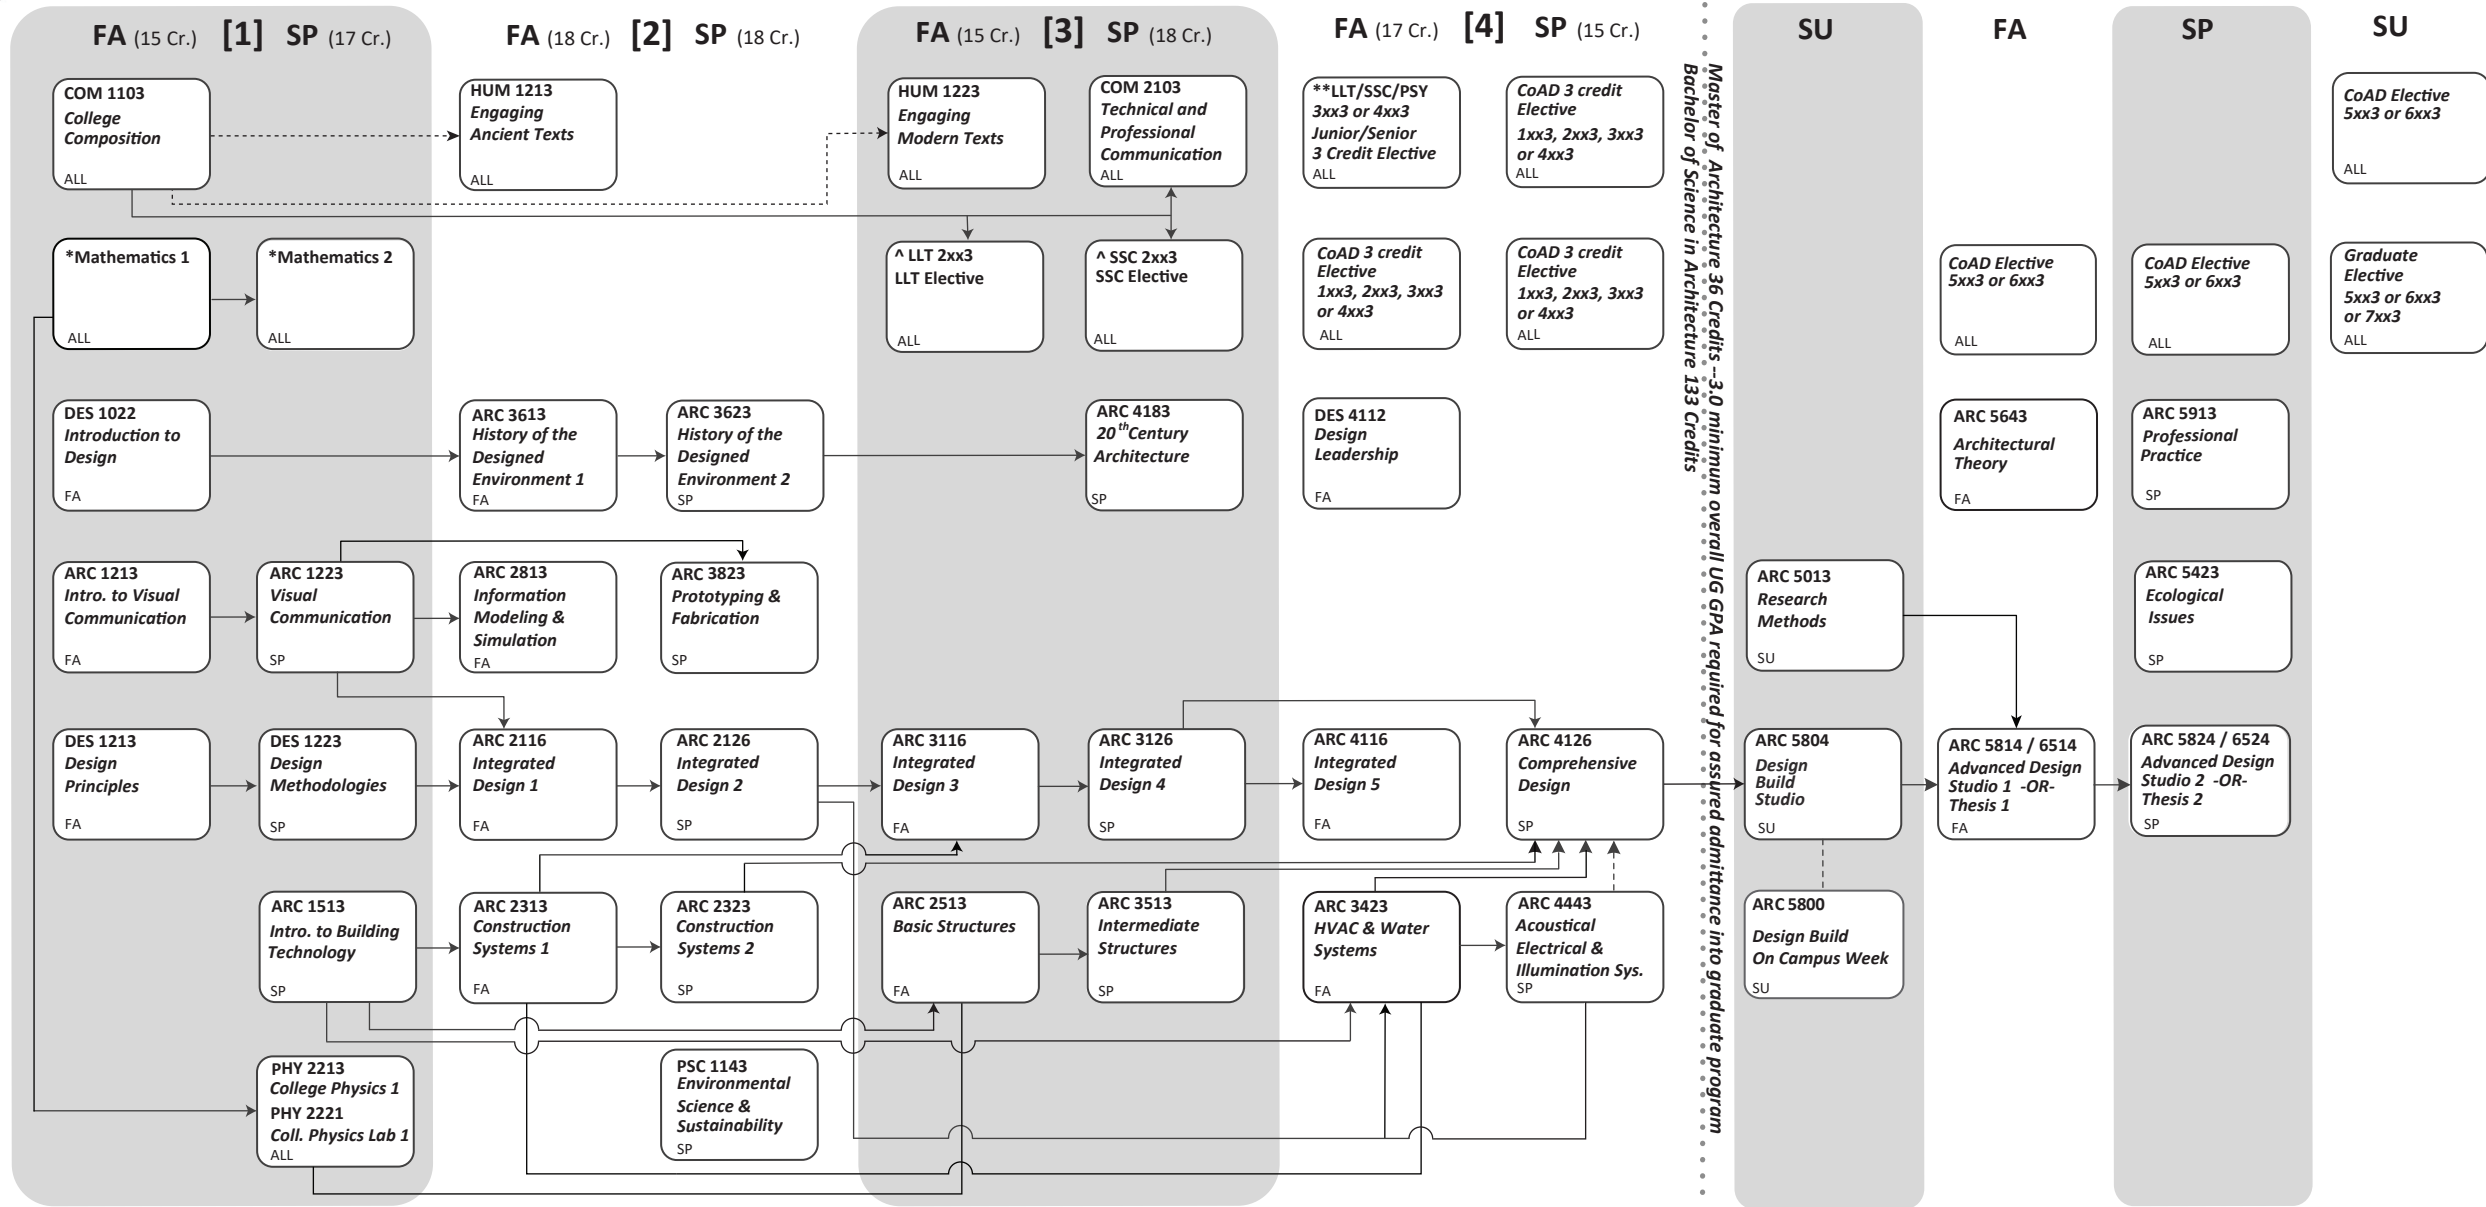 FA (15 Cr.) [1] SP (17 Cr.)
FA (18 Cr.) [2] SP (18 Cr.)
FA (15 Cr.) [3] SP (18 Cr.)
FA (17 Cr.) [4] SP (15 Cr.)
SU
FA
SP
SU
COM 1103
College
Composition
ALL
HUM 1213
Engaging
Ancient Texts
ALL
HUM 1223
Engaging
Modern Texts
ALL
COM 2103
Technical and
Professional
Communication
ALL
**LLT/SSC/PSY
3xx3 or 4xx3
Junior/Senior
3 Credit Elective
ALL
CoAD 3 credit
Elective
1xx3, 2xx3, 3xx3
or 4xx3
ALL
Master of Architecture 36 Credits --3.0 minimum overall UG GPA required for assured admittance into graduate program
Bachelor of Science in Architecture 133 Credits
CoAD Elective
5xx3 or 6xx3
ALL
*Mathematics 1
ALL
*Mathematics 2
ALL
^ LLT 2xx3
LLT Elective
ALL
^ SSC 2xx3
SSC Elective
ALL
CoAD 3 credit
Elective
1xx3, 2xx3, 3xx3
or 4xx3
ALL
CoAD 3 credit
Elective
1xx3, 2xx3, 3xx3
or 4xx3
ALL
CoAD Elective
5xx3 or 6xx3
ALL
CoAD Elective
5xx3 or 6xx3
ALL
Graduate
Elective
5xx3 or 6xx3
or 7xx3
ALL
DES 1022
Introduction to
Design
FA
ARC 3613
History of the
Designed
Environment 1
FA
ARC 3623
History of the
Designed
Environment 2
SP
ARC 4183
20th Century
Architecture
SP
DES 4112
Design
Leadership
FA
ARC 5643
Architectural
Theory
FA
ARC 5913
Professional
Practice
SP
ARC 1213
Intro. to Visual
Communication
FA
ARC 1223
Visual
Communication
SP
ARC 2813
Information
Modeling &
Simulation
FA
ARC 3823
Prototyping &
Fabrication
SP
ARC 5013
Research
Methods
SU
ARC 5423
Ecological
Issues
SP
DES 1213
Design
Principles
FA
DES 1223
Design
Methodologies
SP
ARC 2116
Integrated
Design 1
FA
ARC 2126
Integrated
Design 2
SP
ARC 3116
Integrated
Design 3
FA
ARC 3126
Integrated
Design 4
SP
ARC 4116
Integrated
Design 5
FA
ARC 4126
Comprehensive
Design
SP
ARC 5804
Design
Build
Studio
SU
ARC 5814 / 6514
Advanced Design
Studio 1 -OR-
Thesis 1
FA
ARC 5824 / 6524
Advanced Design
Studio 2 -OR-
Thesis 2
SP
ARC 1513
Intro. to Building
Technology
SP
ARC 2313
Construction
Systems 1
FA
ARC 2323
Construction
Systems 2
SP
ARC 2513
Basic Structures
FA
ARC 3513
Intermediate
Structures
SP
ARC 3423
HVAC & Water
Systems
FA
ARC 4443
Acoustical
Electrical &
Illumination Sys.
SP
ARC 5800
Design Build
On Campus Week
SU
PHY 2213
College Physics 1
PHY 2221
Coll. Physics Lab 1
ALL
PSC 1143
Environmental
Science &
Sustainability
SP